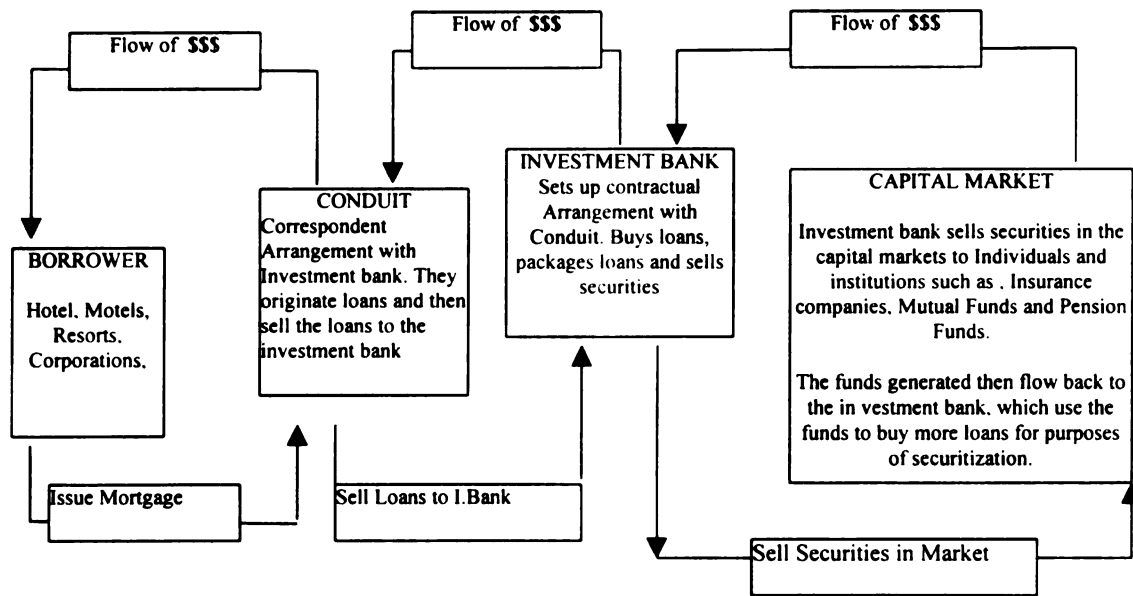 Flow of $$$
Flow of $$$
Flow of $$$
BORROWER
Hotel, Motels,
Resorts,
Corporations,
CONDUIT
Correspondent
Arrangement with
Investment bank. They
originate loans and then
sell the loans to the
investment bank
INVESTMENT BANK
Sets up contractual
Arrangement with
Conduit. Buys loans,
packages loans and sells
securities
CAPITAL MARKET
Investment bank sells securities in the
capital markets to Individuals and
institutions such as , Insurance
companies, Mutual Funds and Pension
Funds.
The funds generated then flow back to
the in vestment bank, which use the
funds to buy more loans for purposes
of securitization.
Issue Mortgage
Sell Loans to I.Bank
Sell Securities in Market